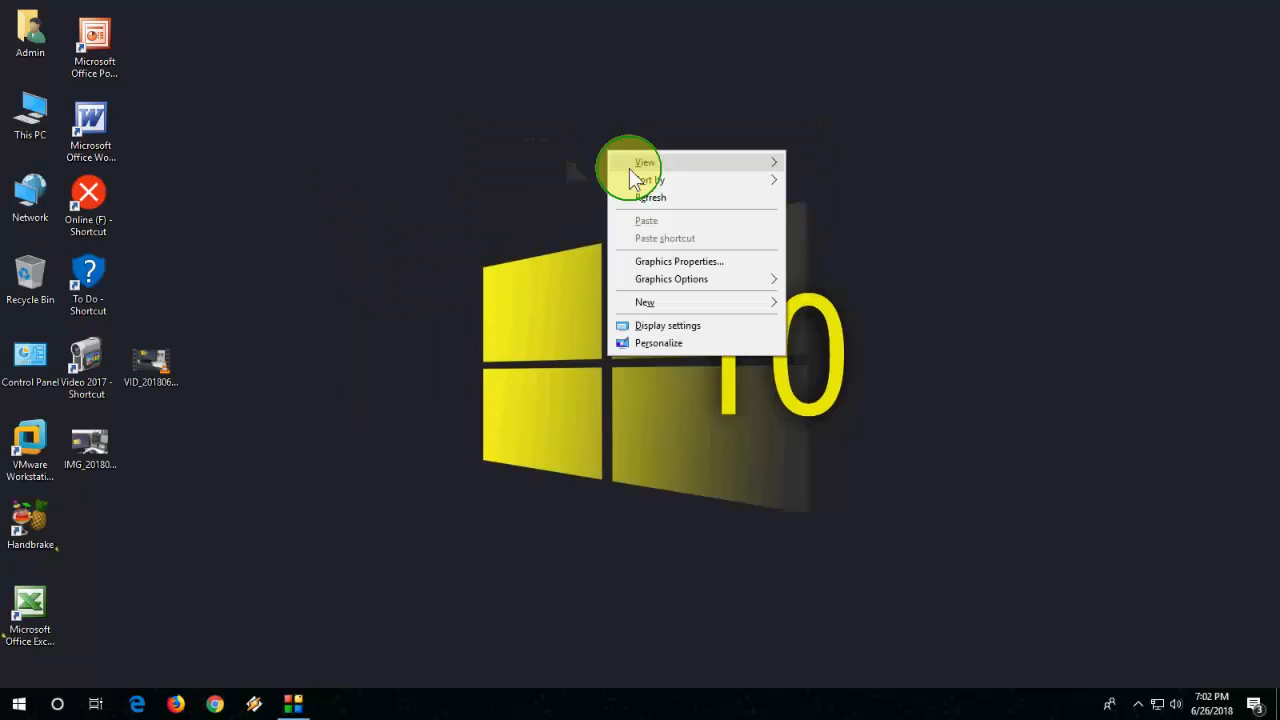 Admin
Microsoft
Office Po...
This PC
Microsoft
Office Wo...
Network
Online (F) -
Shortcut
Recycle Bin
To Do -
Shortcut
Control Panel
Video 2017 -
Shortcut
VID_201806...
VMware
Workstati...
IMG_20180...
Handbrake
Microsoft
Office Exc...
View
Sort by
Refresh
Paste
Paste shortcut
Graphics Properties...
Graphics Options
New
Display settings
Personalize
10
7:02 PM
6/26/2018
3